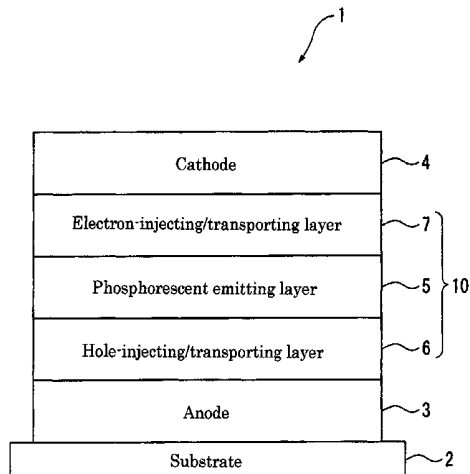 1
Cathode 4
Electron-injecting/transporting layer 7
Phosphorescent emitting layer 5 10
Hole-injecting/transporting layer 6
Anode 3
Substrate 2